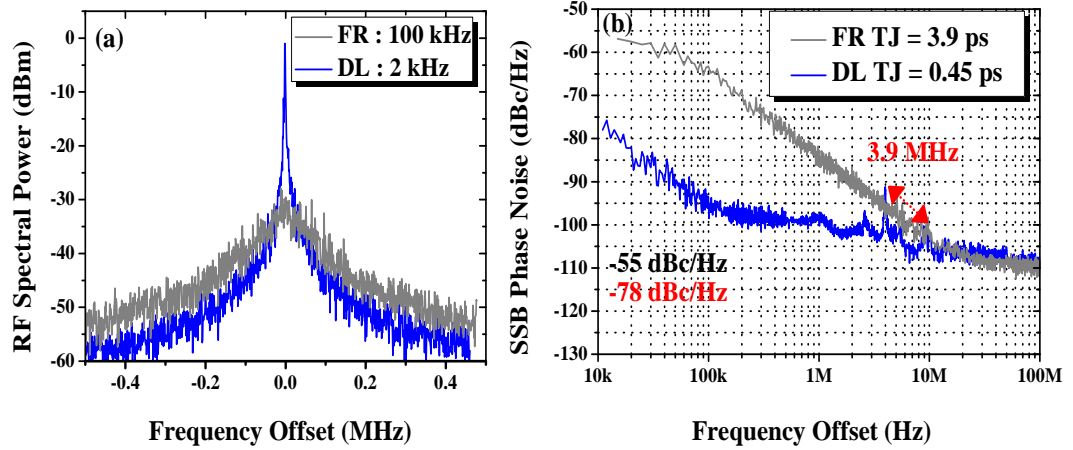 (a)
FR : 100 kHz
DL : 2 kHz
0
-10
-20
-30
-40
-50
-60
-0.4
-0.2
0.0
0.2
0.4
RF Spectral Power (dBm)
Frequency Offset (MHz)
(b)
FR TJ = 3.9 ps
DL TJ = 0.45 ps
3.9 MHz
-55 dBc/Hz
-78 dBc/Hz
-50
-60
-70
-80
-90
-100
-110
-120
-130
10k
100k
1M
10M
100M
SSB Phase Noise (dBc/Hz)
Frequency Offset (Hz)